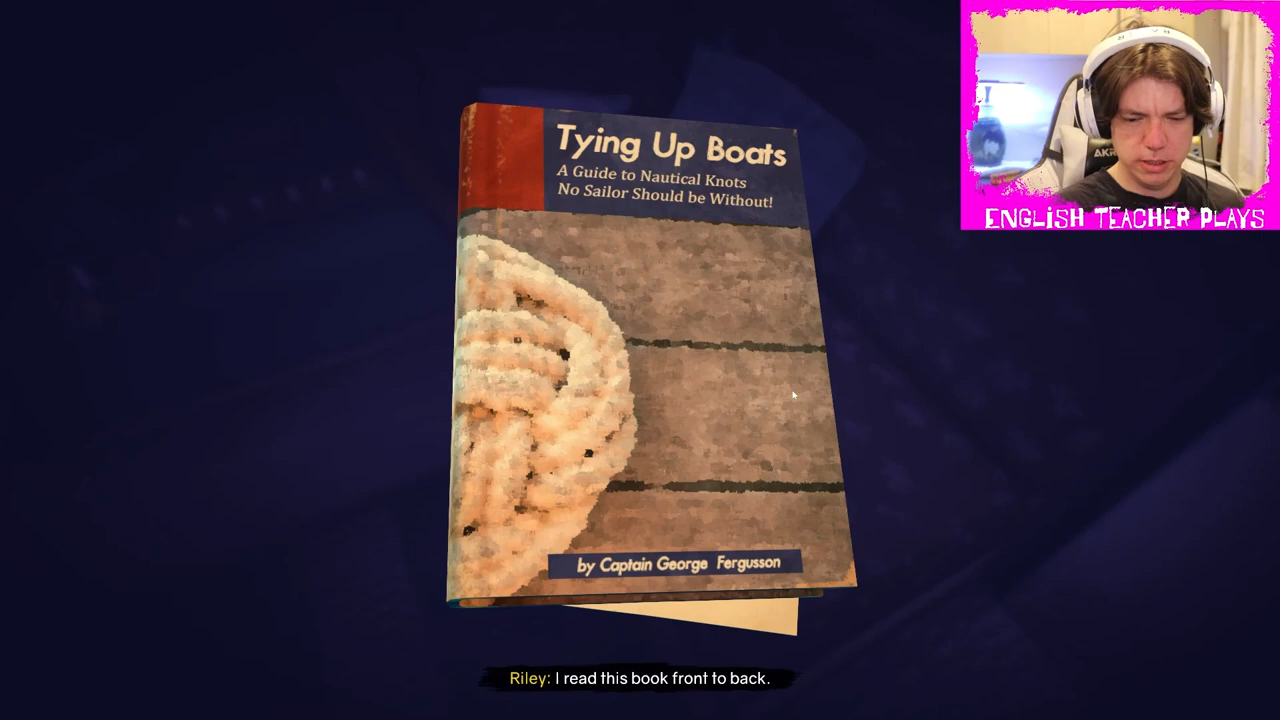 Tying Up Boats
A Guide to Nautical Knots
No Sailor Should be Without!
by Captain George Fergusson
ENGLISH TEACHER PLAYS
Riley: I read this book front to back.